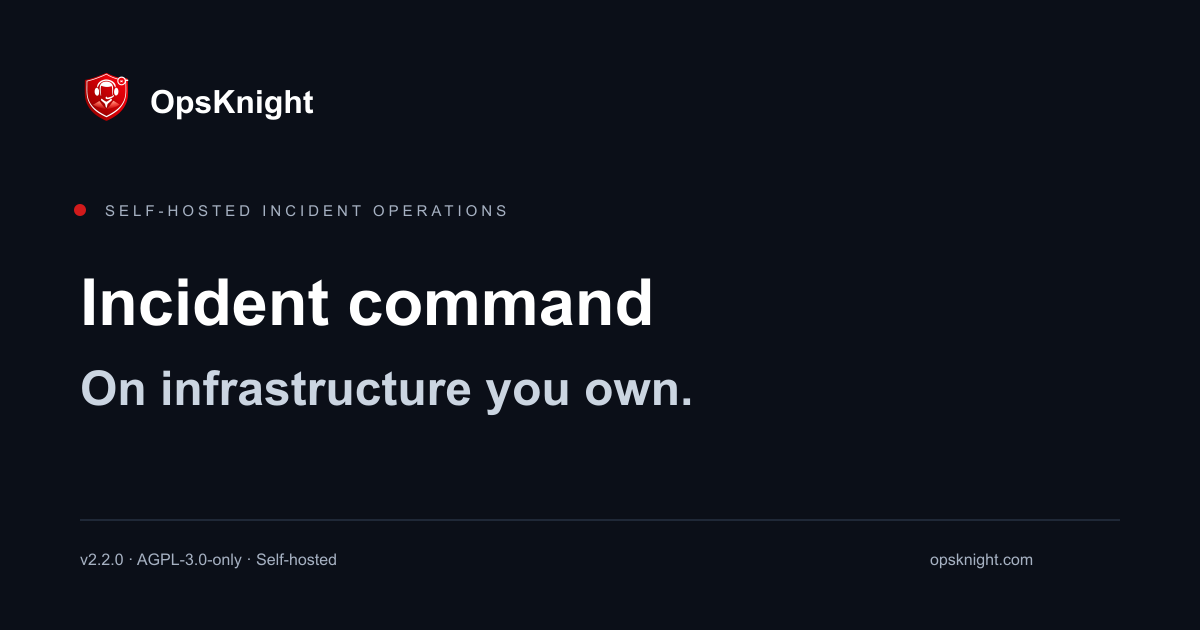 OpsKnight
SELF-HOSTED INCIDENT OPERATIONS
Incident command
On infrastructure you own.
v2.2.0 · AGPL-3.0-only · Self-hosted
opsknight.com